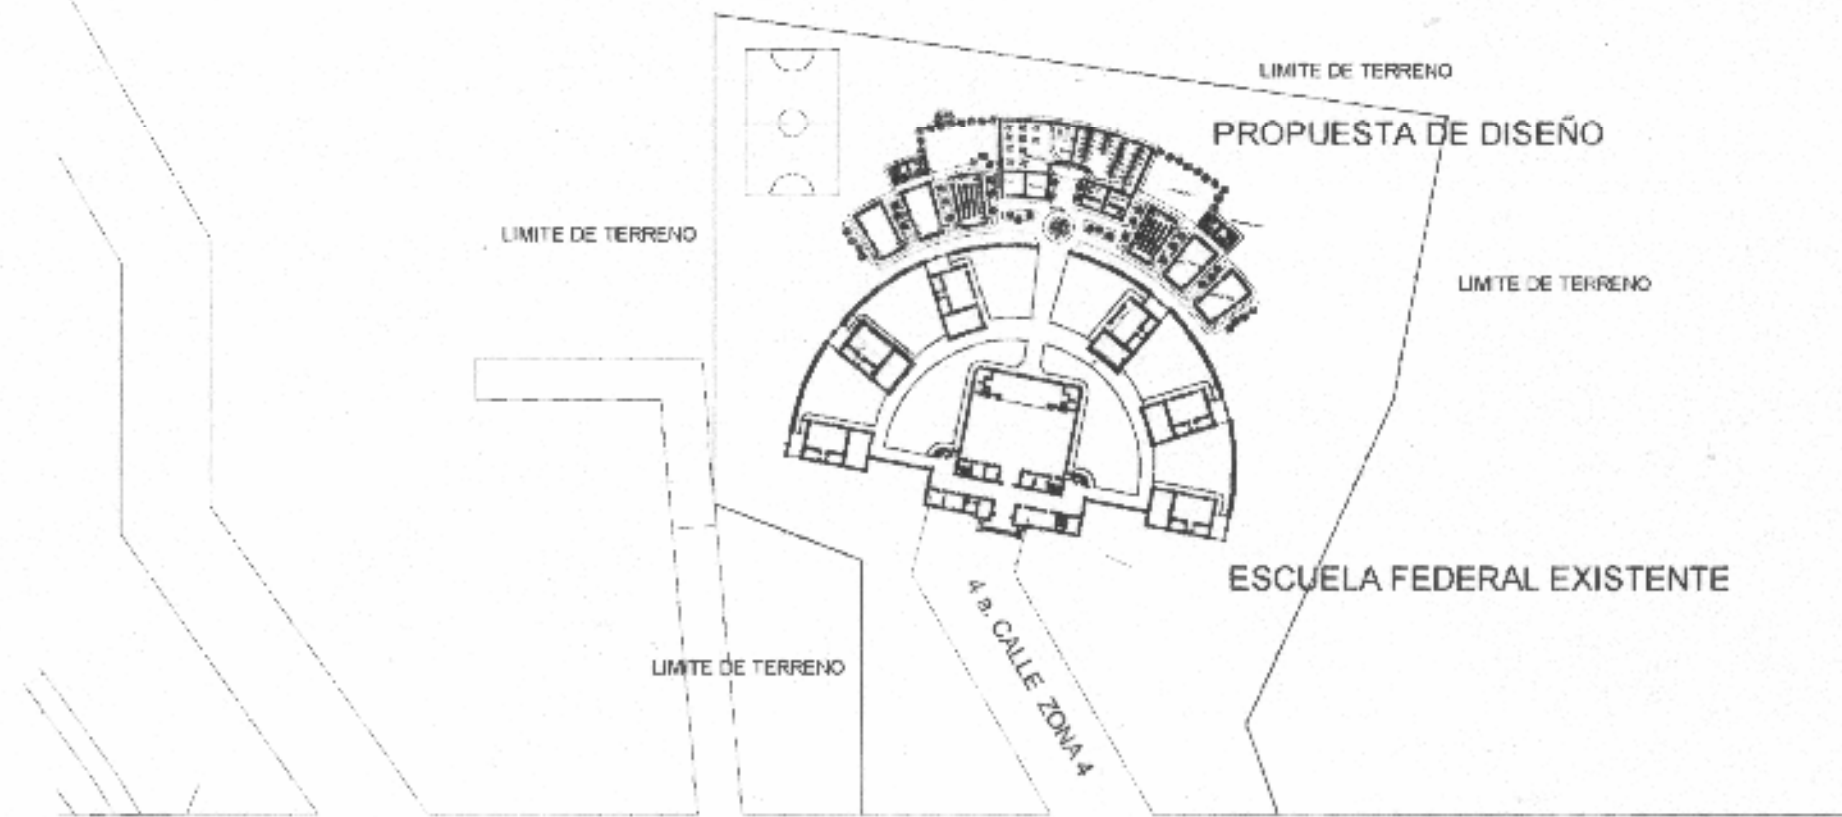 LIMITE DE TERRENO
PROPUESTA DE DISEÑO
LIMITE DE TERRENO
LIMITE DE TERRENO
ESCUELA FEDERAL EXISTENTE
LIMITE DE TERRENO
4 a. CALLE ZONA 4